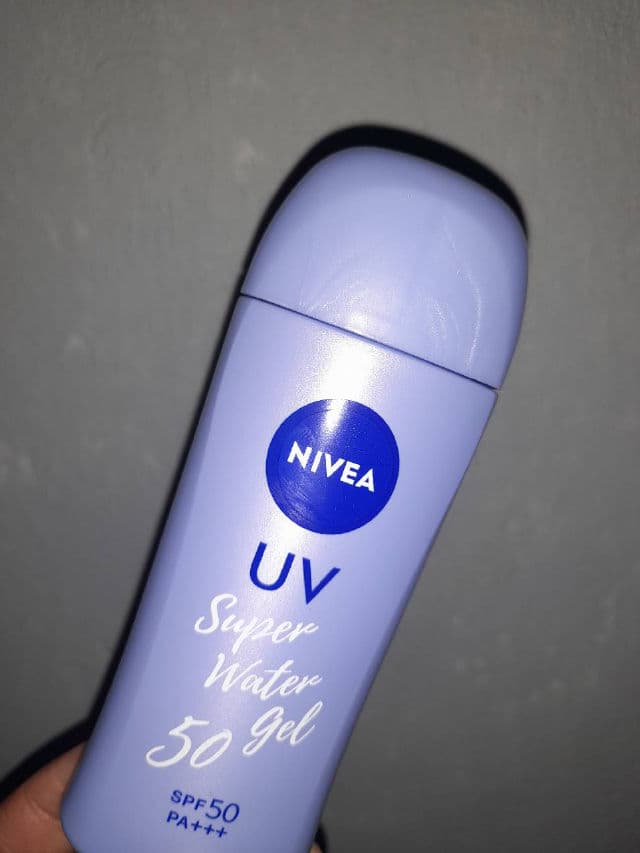 NIVEA
UV
Super
Water
50 Gel
SPF50
PA+++